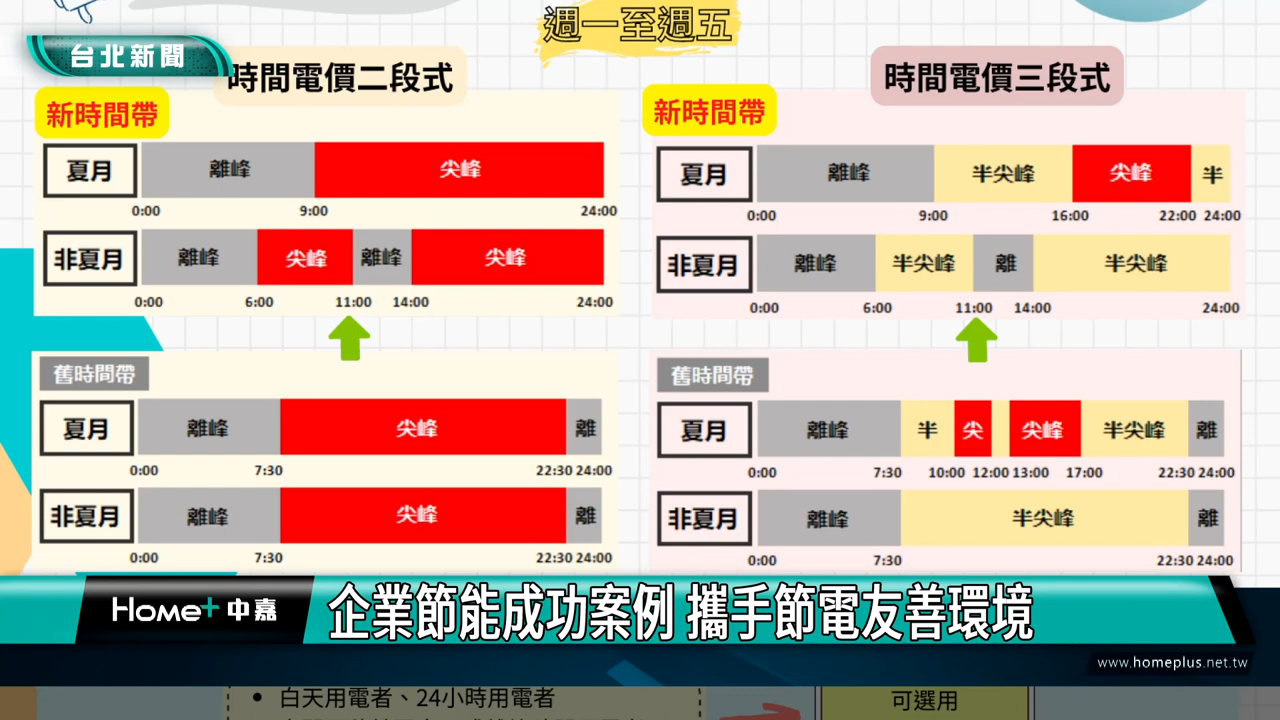 週一至週五
台北新聞
時間電價二段式
新時間帶
夏月 離峰 尖峰
0:00 9:00 24:00
非夏月 離峰 尖峰 離峰 尖峰
0:00 6:00 11:00 14:00 24:00
舊時間帶
夏月 離峰 尖峰 離
0:00 7:30 22:30 24:00
非夏月 離峰 尖峰 離
0:00 7:30 22:30 24:00
時間電價三段式
新時間帶
夏月 離峰 半尖峰 尖峰 半
0:00 9:00 16:00 22:00 24:00
非夏月 離峰 半尖峰 離 半尖峰
0:00 6:00 11:00 14:00 24:00
舊時間帶
夏月 離峰 半 尖 尖峰 半尖峰 離
0:00 7:30 10:00 12:00 13:00 17:00 22:30 24:00
非夏月 離峰 半尖峰 離
0:00 7:30 22:30 24:00
Home+ 中嘉
企業節能成功案例 攜手節電友善環境
www.homeplus.net.tw
• 白天用電者、24小時用電者
可選用